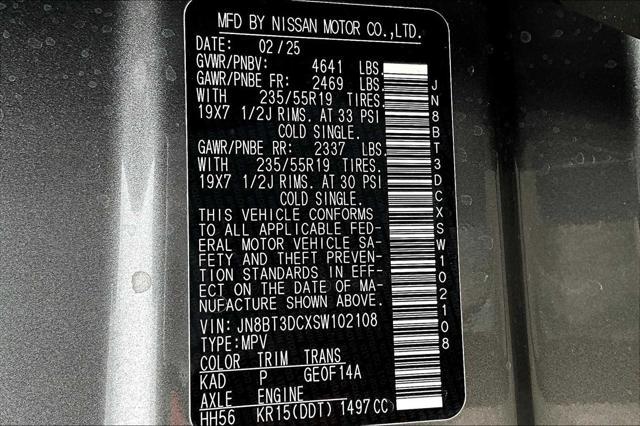 MFD BY NISSAN MOTOR CO.,LTD.
DATE: 02/25
GVWR/PNBV: 4641 LBS.
GAWR/PNBE FR: 2469 LBS.
WITH 235/55R19 TIRES.
19X7 1/2J RIMS. AT 33 PSI
COLD SINGLE.
GAWR/PNBE RR: 2337 LBS.
WITH 235/55R19 TIRES.
19X7 1/2J RIMS. AT 30 PSI
COLD SINGLE.
THIS VEHICLE CONFORMS
TO ALL APPLICABLE FED-
ERAL MOTOR VEHICLE SA-
FETY AND THEFT PREVEN-
TION STANDARDS IN EFF-
ECT ON THE DATE OF MA-
NUFACTURE SHOWN ABOVE.
VIN: JN8BT3DCXSW102108
TYPE:MPV
COLOR TRIM TRANS
KAD P GE0F14A
AXLE ENGINE
HH56 KR15(DDT) 1497CC
JN8BT3DCXSW102108